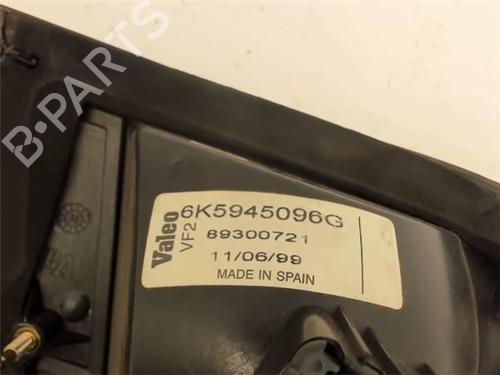 B-PARTS
Valeo
VF2
6K5945096G
89300721
11/06/99
MADE IN SPAIN